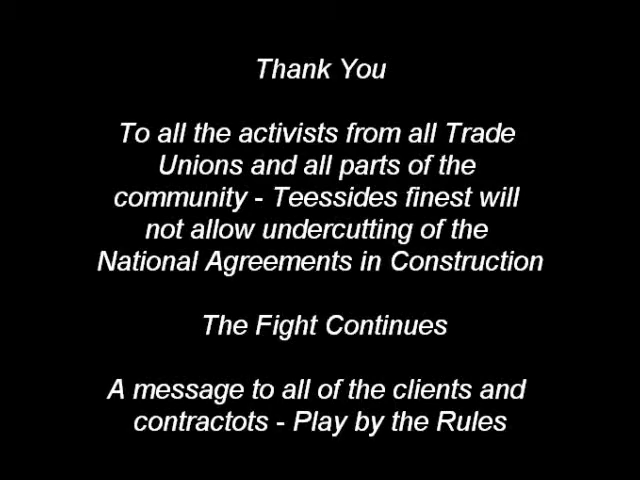 Thank You
To all the activists from all Trade
Unions and all parts of the
community - Teessides finest will
not allow undercutting of the
National Agreements in Construction
The Fight Continues
A message to all of the clients and
contractots - Play by the Rules